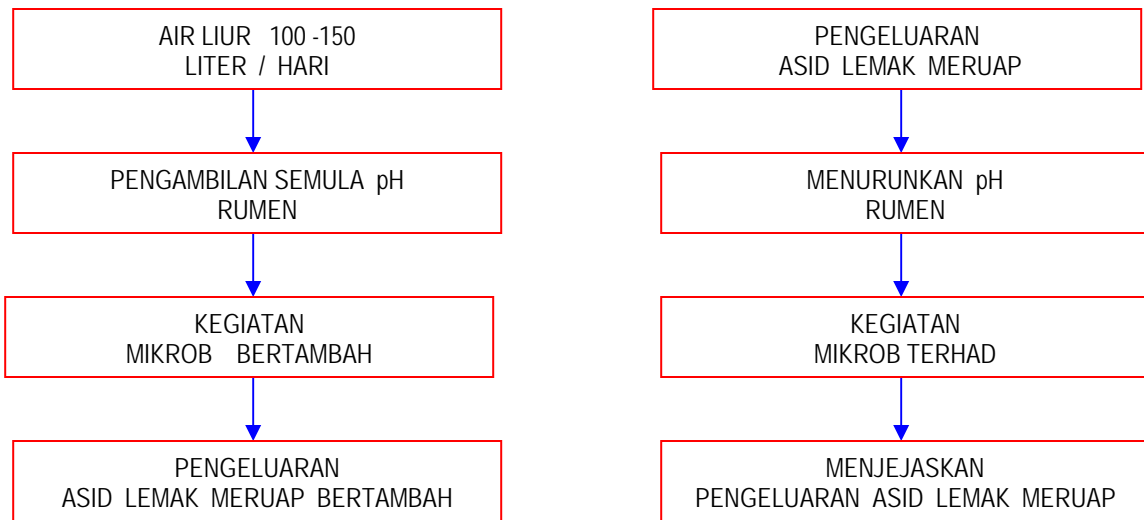 AIR LIUR 100 -150
LITER / HARI
PENGAMBILAN SEMULA pH
RUMEN
KEGIATAN
MIKROB BERTAMBAH
PENGELUARAN
ASID LEMAK MERUAP BERTAMBAH
PENGELUARAN
ASID LEMAK MERUAP
MENURUNKAN pH
RUMEN
KEGIATAN
MIKROB TERHAD
MENJEJASKAN
PENGELUARAN ASID LEMAK MERUAP